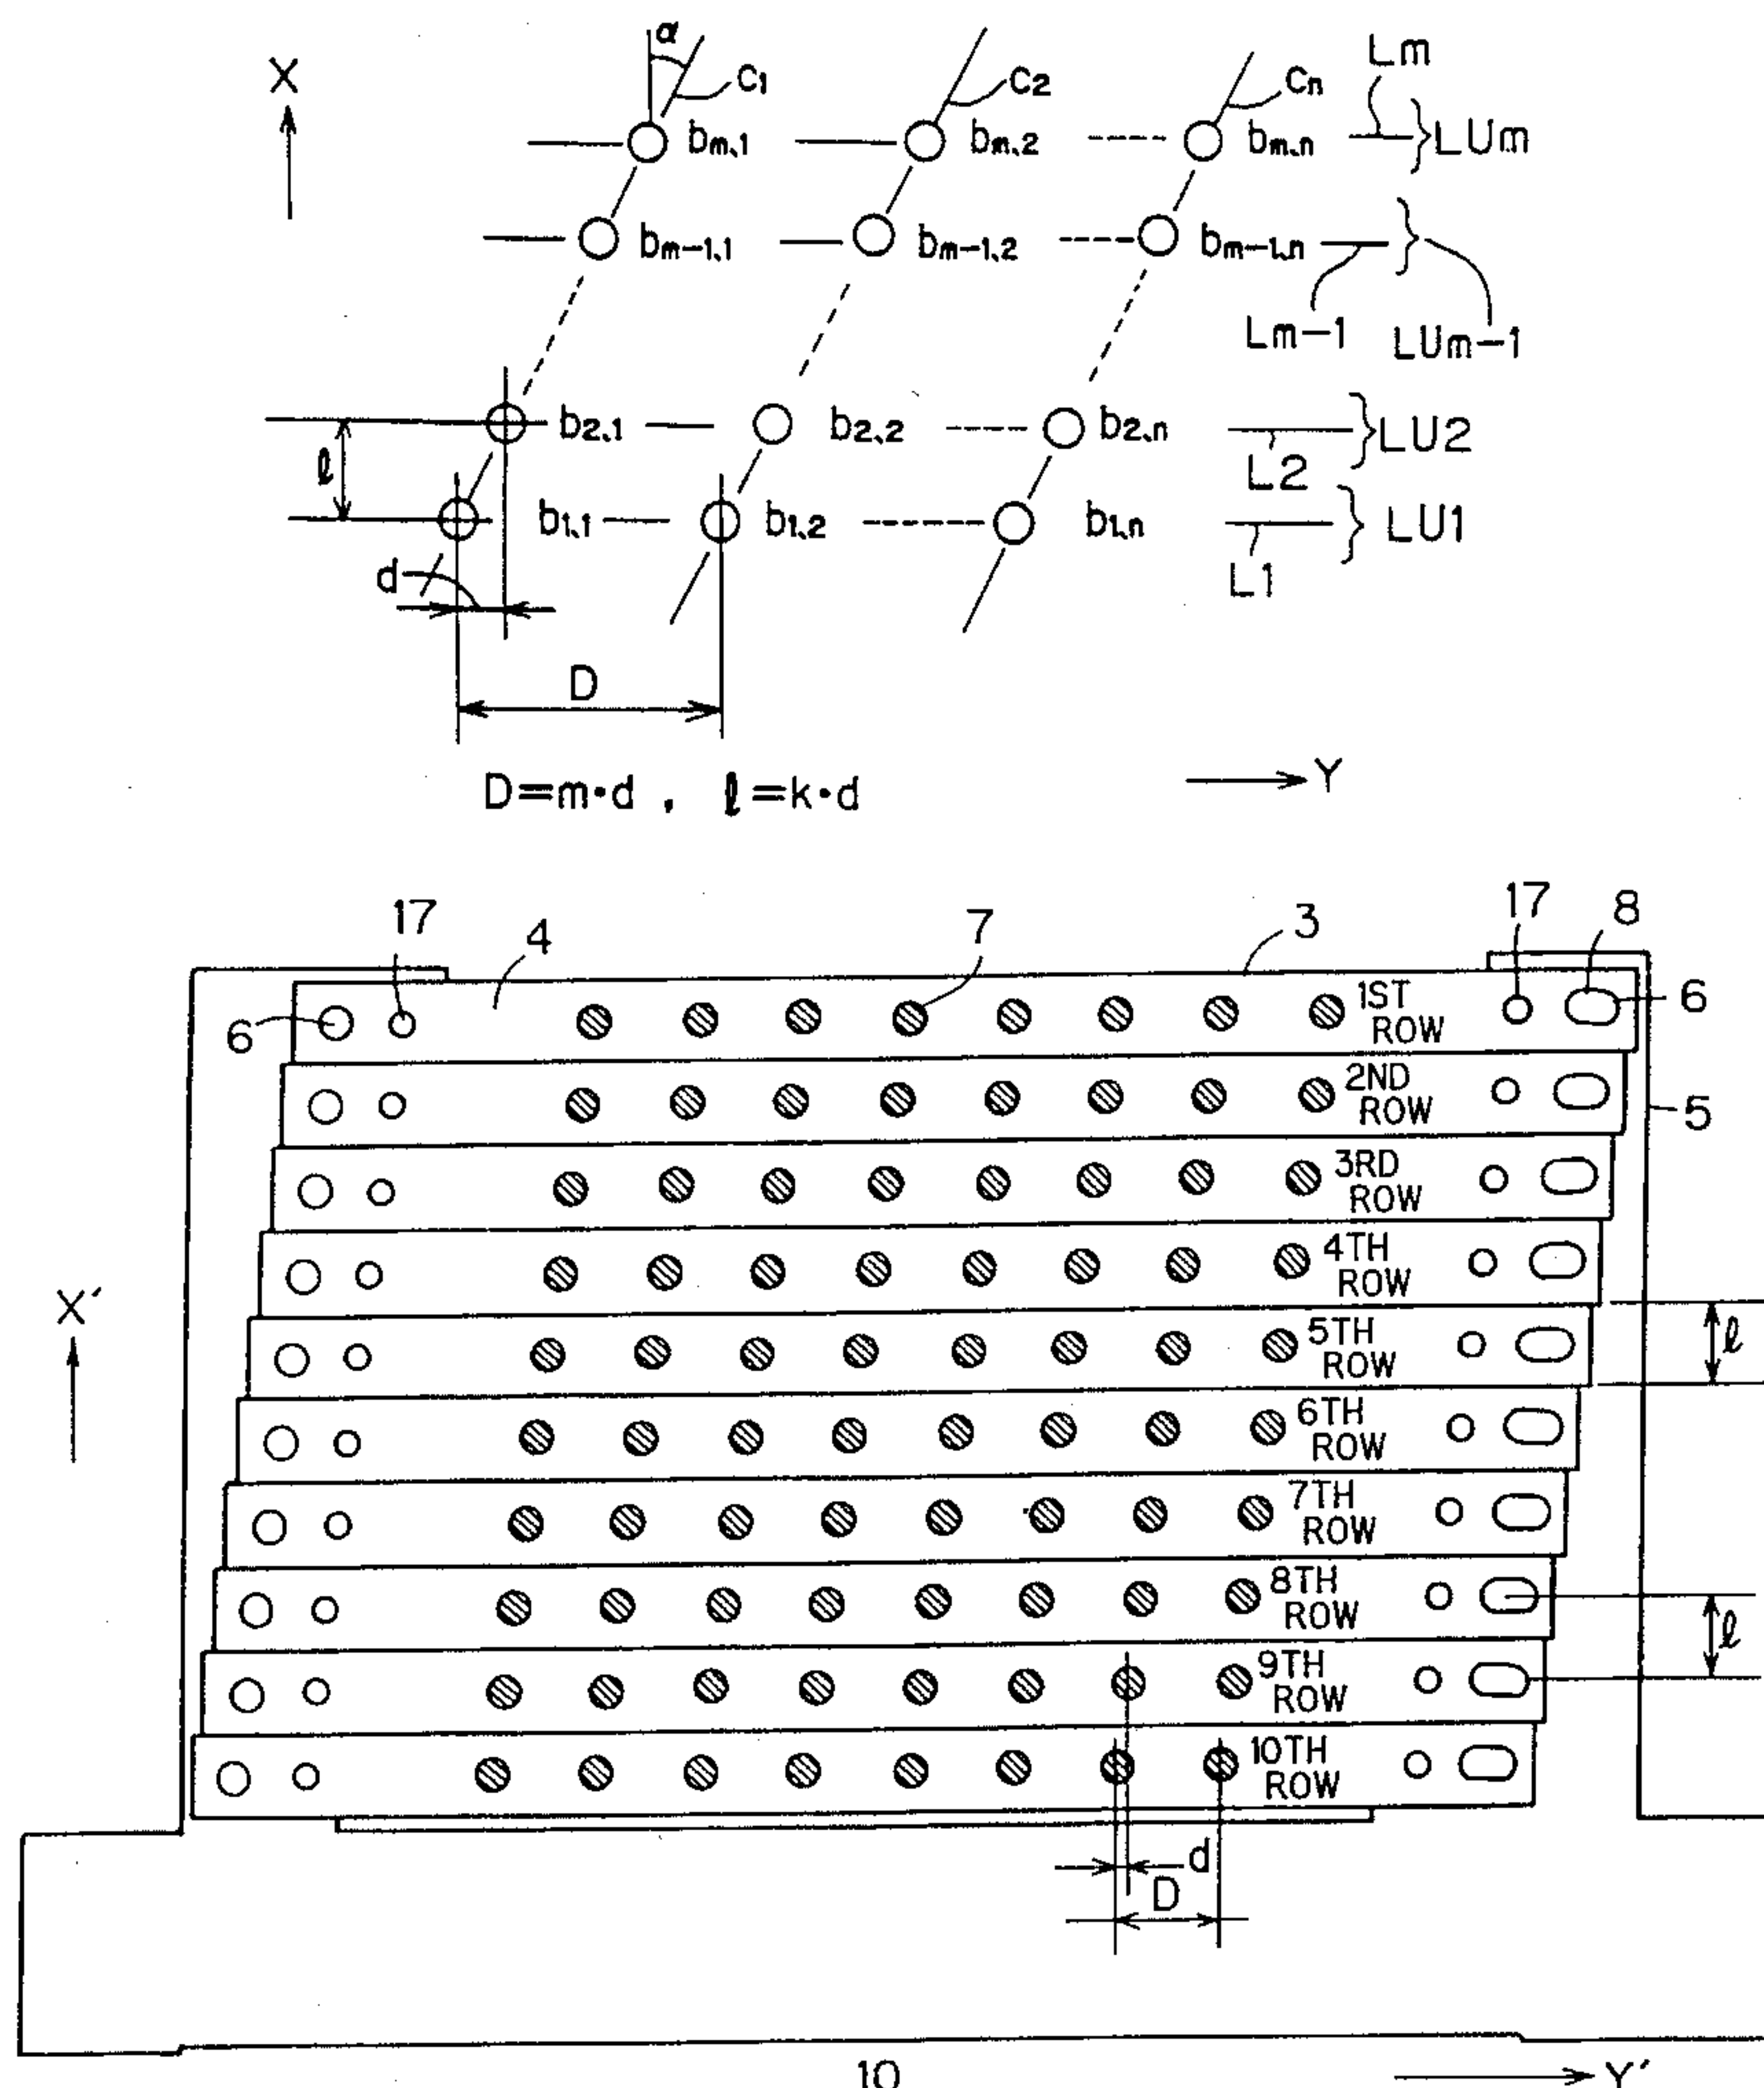 α
X
C1
C2
Cn
Lm
bm,1
bm,2
bm,n
LUm
bm-1,1
bm-1,2
bm-1,n
Lm-1
LUm-1
b2,1
b2,2
b2,n
LU2
L2
ℓ
b1,1
b1,2
b1,n
LU1
L1
d
D
D=m·d , ℓ=k·d
Y
17
4
7
3
17
8
6
1ST ROW
6
2ND ROW
5
3RD ROW
X′
4TH ROW
5TH ROW
ℓ
6TH ROW
7TH ROW
8TH ROW
ℓ
9TH ROW
10TH ROW
d
D
10
Y′